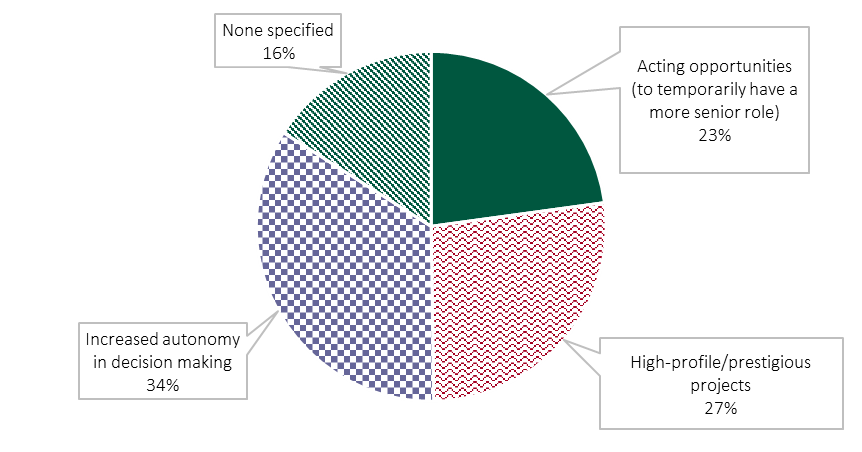 None specified
16%
Acting opportunities
(to temporarily have a
more senior role)
23%
Increased autonomy
in decision making
34%
High-profile/prestigious
projects
27%